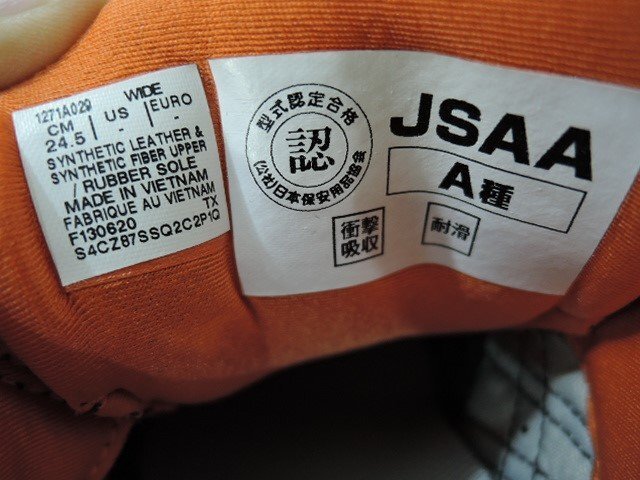 1271A029 WIDE
CM US EURO
24.5 - -
SYNTHETIC LEATHER &
SYNTHETIC FIBER UPPER
/ RUBBER SOLE
MADE IN VIETNAM
FABRIQUE AU VIETNAM
F130620 TX
S4CZ87SSQ2C2P1Q
型式認定合格
認
(公社)日本保安用品協会
JSAA
A種
衝撃
吸収
耐滑